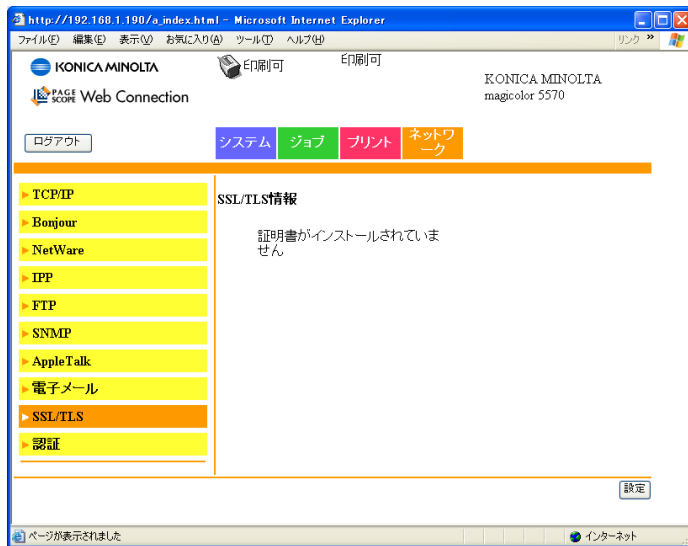 http://192.168.1.190/a_index.html - Microsoft Internet Explorer
ファイル(F) 編集(E) 表示(V) お気に入り(A) ツール(T) ヘルプ(H) リンク »
KONICA MINOLTA
印刷可 印刷可
KONICA MINOLTA
magicolor 5570
PAGE SCOPE Web Connection
ログアウト
システム ジョブ プリント ネットワ
ーク
TCP/IP
Bonjour
NetWare
IPP
FTP
SNMP
AppleTalk
電子メール
SSL/TLS
認証
SSL/TLS情報
証明書がインストールされていま
せん
設定
ページが表示されました インターネット